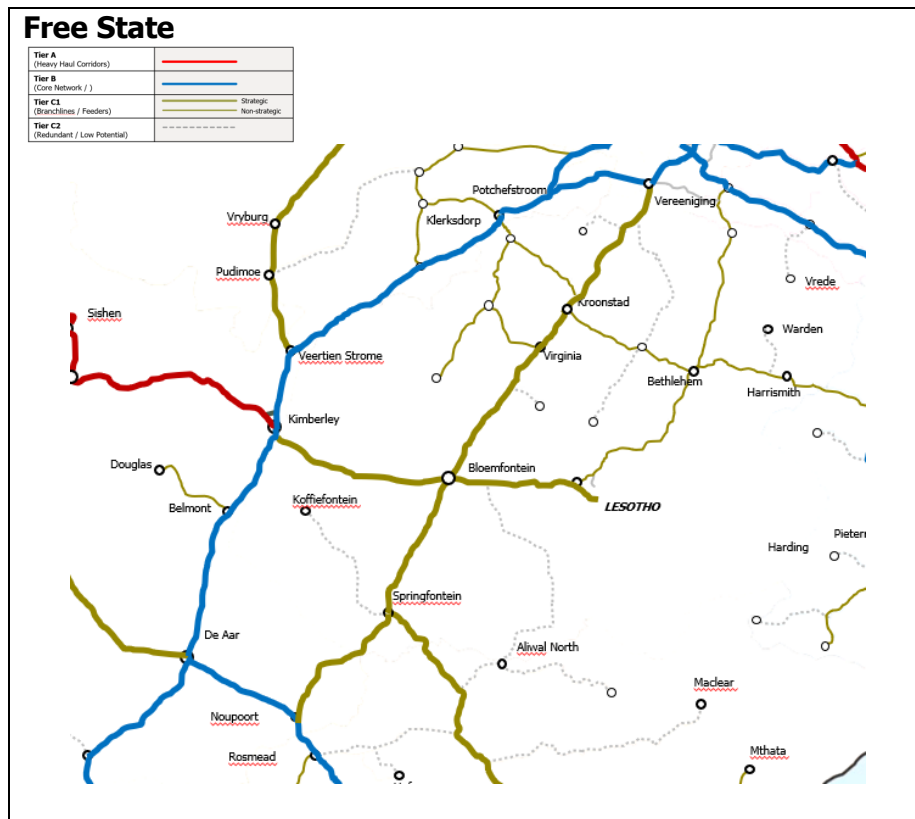 Free State
Tier A
(Heavy Haul Corridors)
Tier B
(Core Network / )
Tier C1
(Branchlines / Feeders)
Strategic
Non-strategic
Tier C2
(Redundant / Low Potential)
Potchefstroom
Vereeniging
Vryburg
Klerksdorp
Pudimoe
Vrede
Sishen
Kroonstad
Warden
Veertien Strome
Virginia
Bethlehem
Harrismith
Kimberley
Douglas
Bloemfontein
Koffiefontein
Belmont
LESOTHO
Harding
Pieterm
Springfontein
De Aar
Aliwal North
Maclear
Noupoort
Rosmead
Mthata